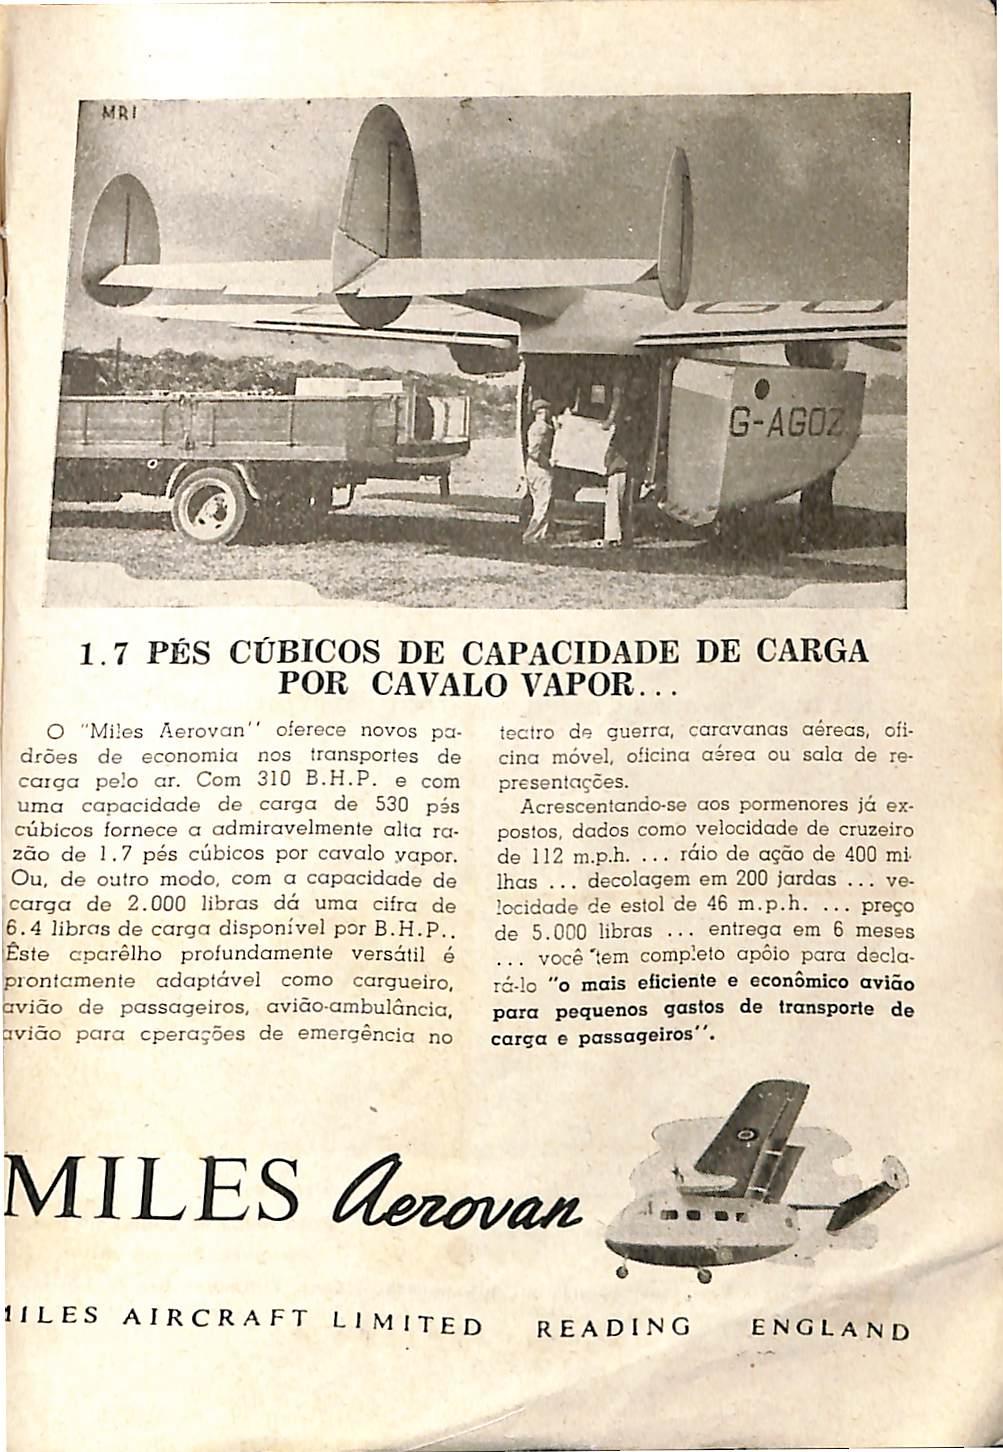 MRI
G-AGOZ
1.7 PÉS CÚBICOS DE CAPACIDADE DE CARGA
POR CAVALO VAPOR...
O "Miles Aerovan" oferece novos pa-
drões de economia nos transportes de
carga pelo ar. Com 310 B.H.P. e com
uma capacidade de carga de 530 pés
cúbicos fornece a admiravelmente alta ra-
zão de 1.7 pés cúbicos por cavalo vapor.
Ou, de outro modo, com a capacidade de
carga de 2.000 libras dá uma cifra de
6.4 libras de carga disponível por B.H.P..
Êste aparêlho profundamente versátil é
prontamente adaptável como cargueiro,
avião de passageiros, avião-ambulância,
avião para operações de emergência no
teatro de guerra, caravanas aéreas, ofi-
cina móvel, oficina aérea ou sala de re-
presentações.
Acrescentando-se aos pormenores já ex-
postos, dados como velocidade de cruzeiro
de 112 m.p.h. ... ráio de ação de 400 mi-
lhas ... decolagem em 200 jardas ... ve-
locidade de estol de 46 m.p.h. ... preço
de 5.000 libras ... entrega em 6 meses
... você tem completo apôio para decla-
rá-lo "o mais eficiente e econômico avião
para pequenos gastos de transporte de
carga e passageiros".
MILES Aerovan
MILES AIRCRAFT LIMITED READING ENGLAND